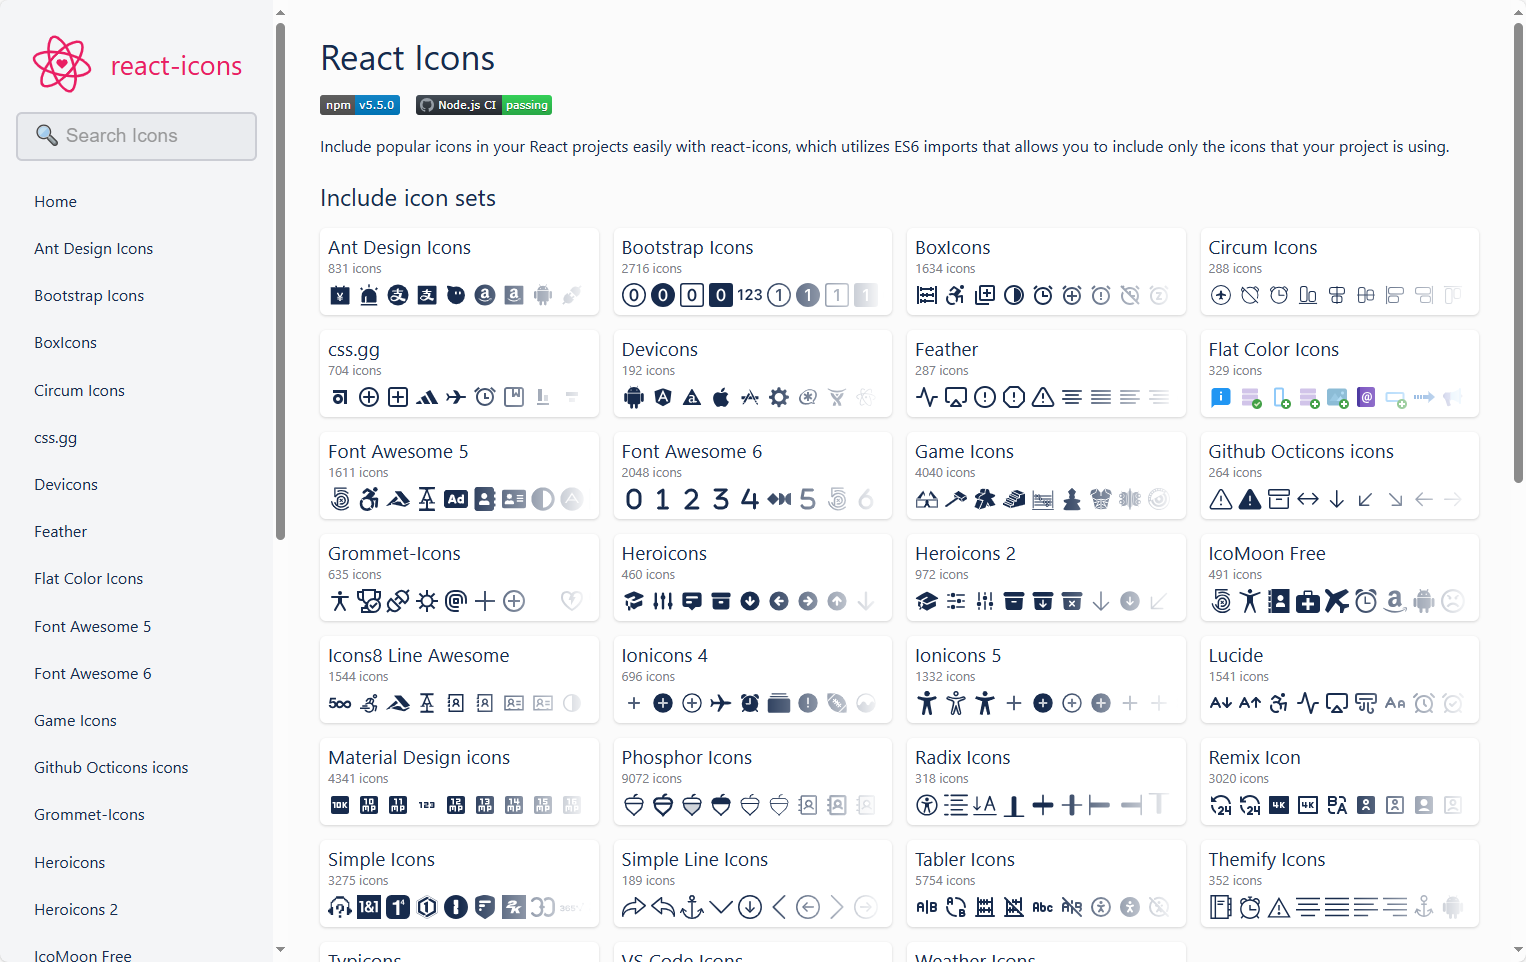 react-icons
Search Icons
Home
Ant Design Icons
Bootstrap Icons
BoxIcons
Circum Icons
css.gg
Devicons
Feather
Flat Color Icons
Font Awesome 5
Font Awesome 6
Game Icons
Github Octicons icons
Grommet-Icons
Heroicons
Heroicons 2
IcoMoon Free
React Icons
npm v5.5.0 Node.js CI passing
Include popular icons in your React projects easily with react-icons, which utilizes ES6 imports that allows you to include only the icons that your project is using.
Include icon sets
Ant Design Icons
831 icons
Bootstrap Icons
2716 icons
BoxIcons
1634 icons
Circum Icons
288 icons
css.gg
704 icons
Devicons
192 icons
Feather
287 icons
Flat Color Icons
329 icons
Font Awesome 5
1611 icons
Font Awesome 6
2048 icons
Game Icons
4040 icons
Github Octicons icons
264 icons
Grommet-Icons
635 icons
Heroicons
460 icons
Heroicons 2
972 icons
IcoMoon Free
491 icons
Icons8 Line Awesome
1544 icons
Ionicons 4
696 icons
Ionicons 5
1332 icons
Lucide
1541 icons
Material Design icons
4341 icons
Phosphor Icons
9072 icons
Radix Icons
318 icons
Remix Icon
3020 icons
Simple Icons
3275 icons
Simple Line Icons
189 icons
Tabler Icons
5754 icons
Themify Icons
352 icons
Typicons
VS Code Icons
Weather Icons